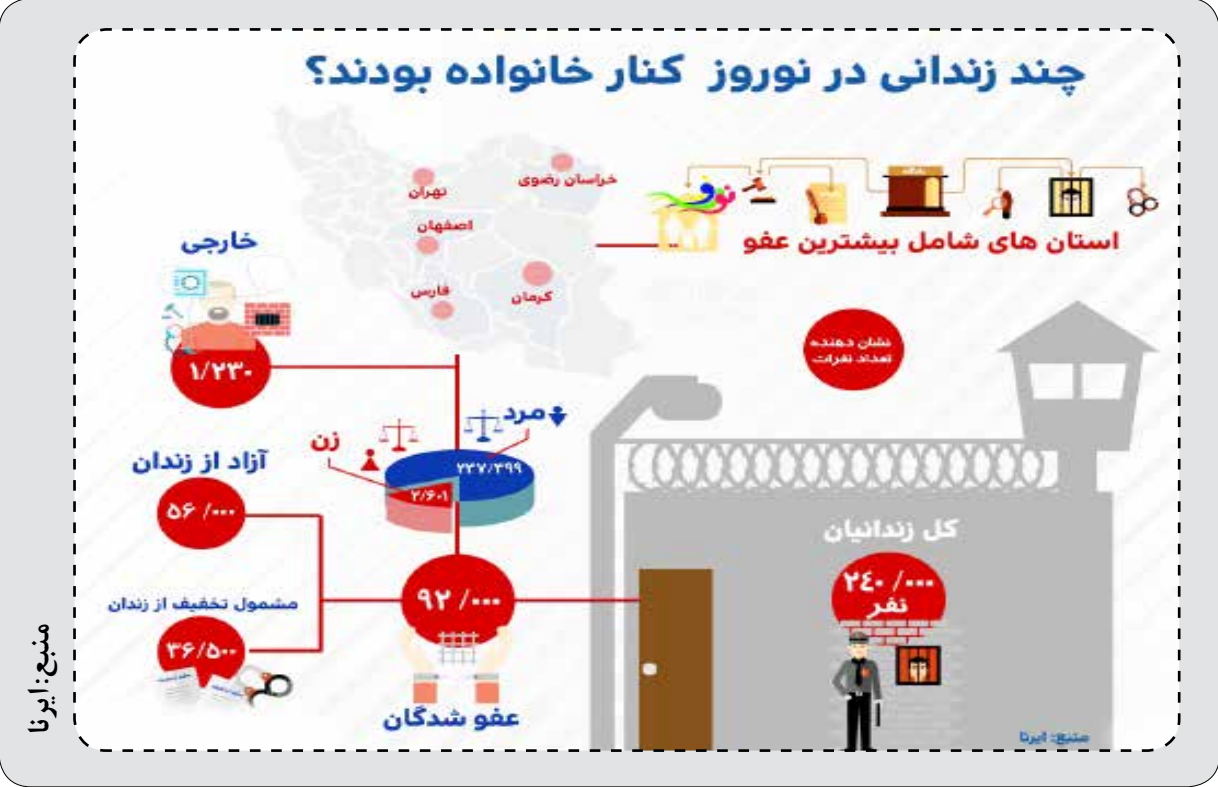 چند زندانی در نوروز کنار خانواده بودند؟
استان های شامل بیشترین عفو
خراسان رضوی
تهران
اصفهان
کرمان
فارس
نشان دهنده
تعداد نفرات
خارجی
۱/۲۳۰
مرد
۲۳۷/۳۹۹
زن
۲/۶۰۱
آزاد از زندان
۵۶ /۰۰۰
کل زندانیان
۲٤۰ /۰۰۰
نفر
۹۲ /۰۰۰
عفو شدگان
مشمول تخفیف از زندان
۳۶/۵۰۰
منبع: ایرنا
منبع:ایرنا